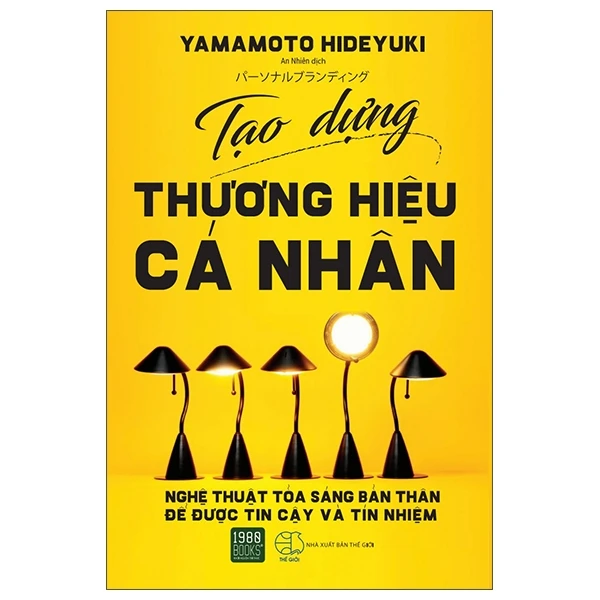 YAMAMOTO HIDEYUKI
An Nhiên dịch
パーソナルブランディング
Tạo dựng
THƯƠNG HIỆU
CÁ NHÂN
NGHỆ THUẬT TỎA SÁNG BẢN THÂN
ĐỂ ĐƯỢC TIN CẬY VÀ TÍN NHIỆM
1980
BOOKS
THẾ GIỚI
NHÀ XUẤT BẢN THẾ GIỚI